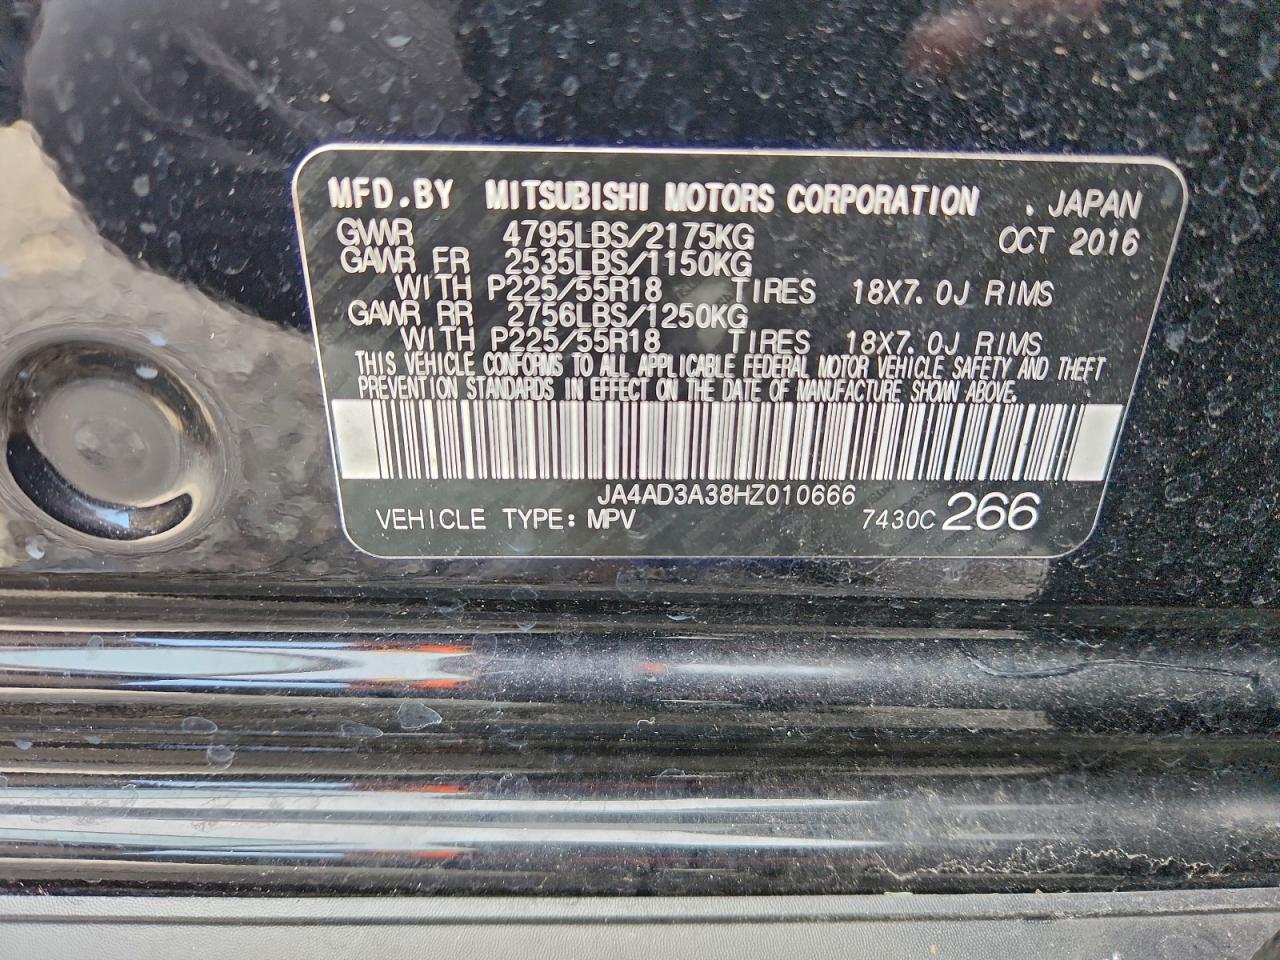 MFD.BY MITSUBISHI MOTORS CORPORATION . JAPAN
GVWR 4795LBS/2175KG OCT 2016
GAWR FR 2535LBS/1150KG
WITH P225/55R18 TIRES 18X7.0J RIMS
GAWR RR 2756LBS/1250KG
WITH P225/55R18 TIRES 18X7.0J RIMS
THIS VEHICLE CONFORMS TO ALL APPLICABLE FEDERAL MOTOR VEHICLE SAFETY AND THEFT
PREVENTION STANDARDS IN EFFECT ON THE DATE OF MANUFACTURE SHOWN ABOVE.
JA4AD3A38HZ010666
VEHICLE TYPE: MPV 7430C 266